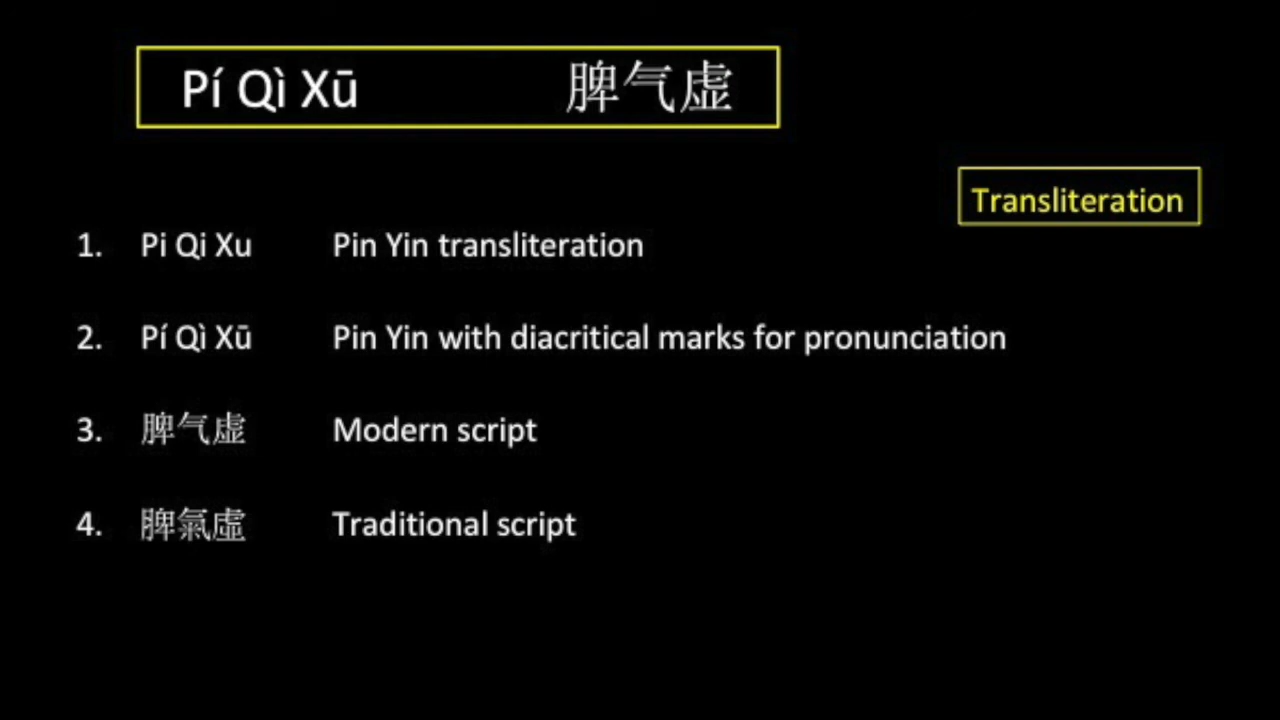 Pí Qì Xū 脾气虚
Transliteration
1. Pi Qi Xu Pin Yin transliteration
2. Pí Qì Xū Pin Yin with diacritical marks for pronunciation
3. 脾气虚 Modern script
4. 脾氣虛 Traditional script